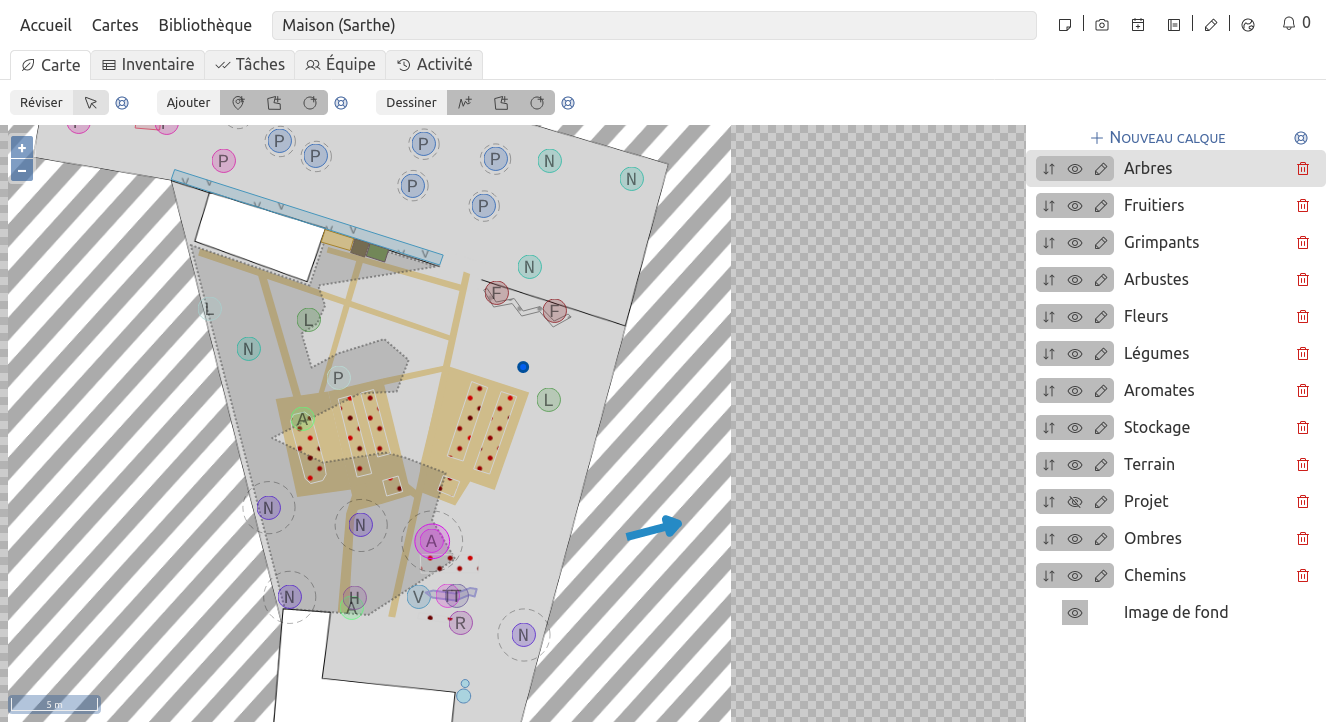 Accueil Cartes Bibliothèque Maison (Sarthe) 0
Carte Inventaire Tâches Équipe Activité
Réviser Ajouter Dessiner
+ NOUVEAU CALQUE
+
−
Arbres
Fruitiers
Grimpants
Arbustes
Fleurs
Légumes
Aromates
Stockage
Terrain
Projet
Ombres
Chemins
Image de fond
P P P P
P P N N
P P
N
F F
L L
N
P
A L
N N
A
N H A V T R N
5 m